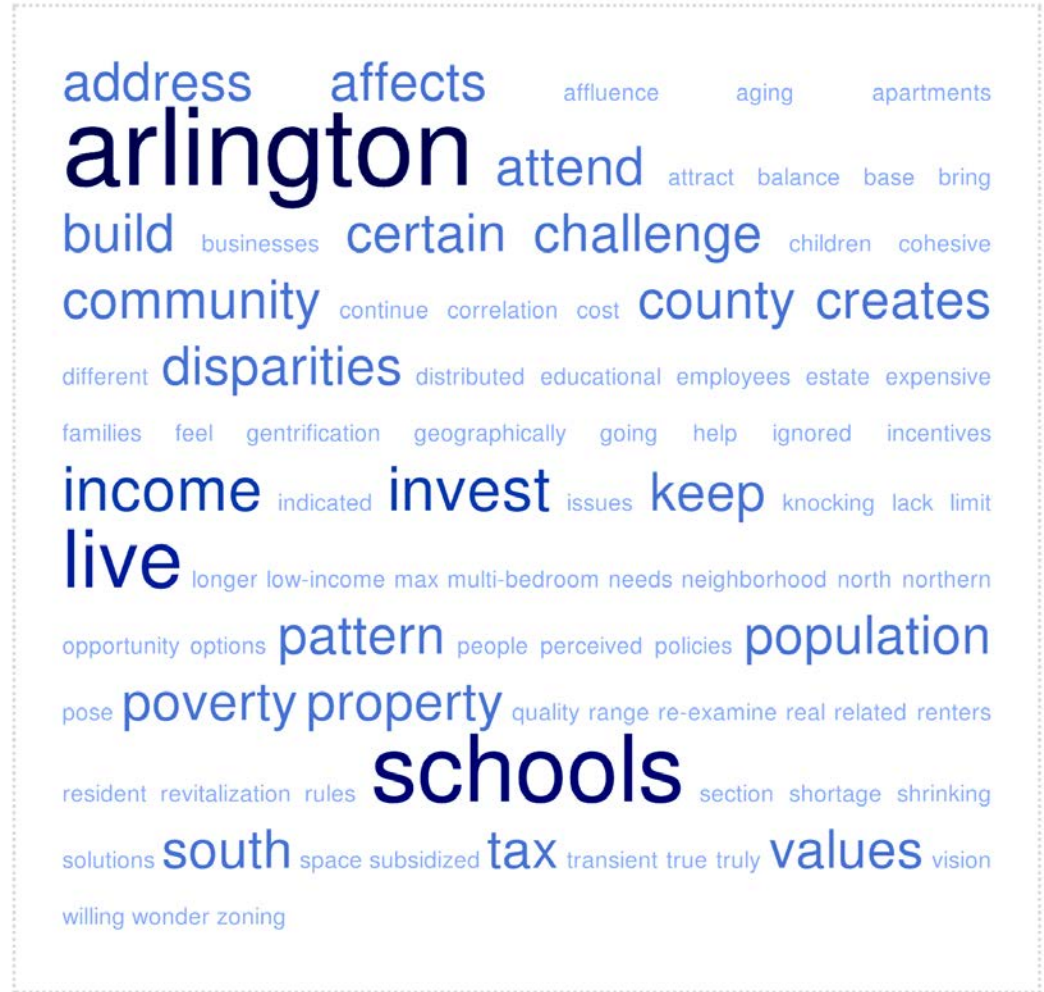 address affects affluence aging apartments
arlington attend attract balance base bring
build businesses certain challenge children cohesive
community continue correlation cost county creates
different disparities distributed educational employees estate expensive
families feel gentrification geographically going help ignored incentives
income indicated invest issues keep knocking lack limit
live longer low-income max multi-bedroom needs neighborhood north northern
opportunity options pattern people perceived policies population
pose poverty property quality range re-examine real related renters
resident revitalization rules schools section shortage shrinking
solutions south space subsidized tax transient true truly values vision
willing wonder zoning